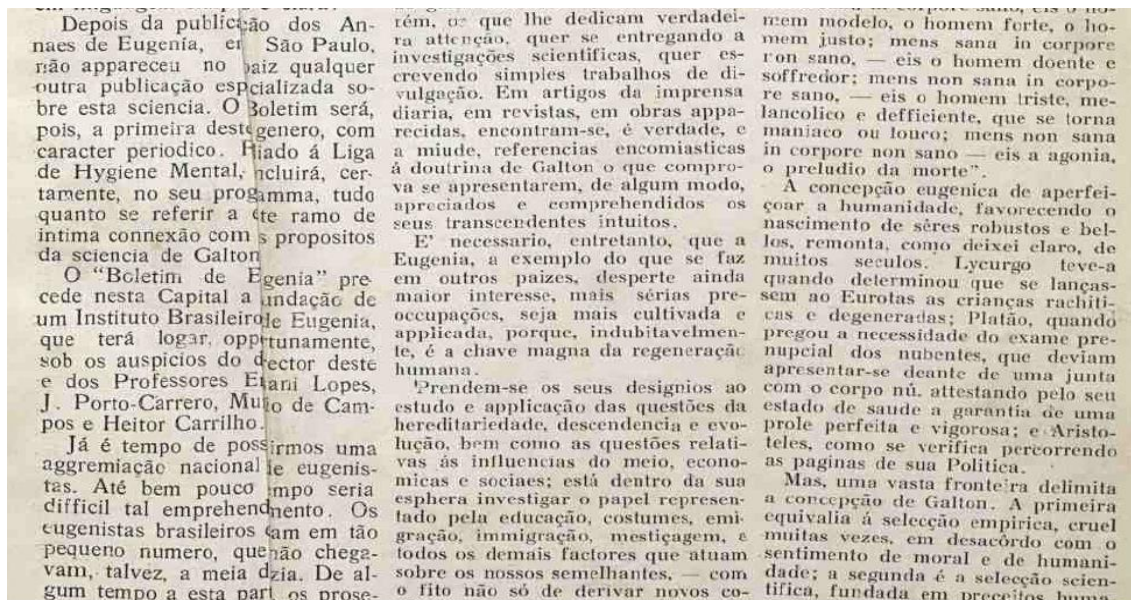 Depois da publicção dos An-
naes de Eugenía, e São Paulo,
não appareceu no paiz qualquer
outra publicação especializada so-
bre esta sciencia. O Boletim será,
pois, a primeira deste genero, com
caracter periodico. á Liga
de Hygiene Mental, incluirá, cer-
tamente, no seu programma, tudo
quanto se referir a te ramo de
intima connexão com s propositos
da sciencia de Galton
O "Boletim de E genia" pre-
cede nesta Capital a undação de
um Instituto Brasileiro de Eugenia,
que terá logar, opportunamente,
sob os auspicios do director deste
e dos Professores Ernani Lopes,
J. Porto-Carrero, de Cam-
pos e Heitor Carrilho.
Já é tempo de possirmos uma
aggremiação nacional de eugenis-
tas. Até bem pouco mpo seria
difficil tal emprehendmento. Os
eugenistas brasileiros am em tão
pequeno numero, que não chega-
vam, talvez, a meia dzia. De al-
gum tempo a esta part os prose-
rém, os que lhe dedicam verdadei-
ra attenção, quer se entregando a
investigações scientificas, quer es-
crevendo simples trabalhos de di-
vulgação. Em artigos da imprensa
diaria, em revistas, em obras appa-
recidas, encontram-se, é verdade, e
a miude, referencias encomiasticas
á doutrina de Galton o que compro-
va se apresentarem, de algum modo,
apreciados e comprehendidos os
seus transcendentes intuitos.
E' necessario, entretanto, que a
Eugenia, a exemplo do que se faz
em outros paizes, desperte ainda
maior interesse, mais sérias pre-
occupações, seja mais cultivada e
applicada, porque, indubitavelmen-
te, é a chave magna da regeneração
humana.
Prendem-se os seus designios ao
estudo e applicação das questões da
hereditariedade, descendencia e evo-
lução, bem como as questões relati-
vas ás influencias do meio, econo-
micas e sociaes; está dentro da sua
esphera investigar o papel represen-
tado pela educação, costumes, emi-
gração, immigração, mestiçagem, e
todos os demais factores que atuam
sobre os nossos semelhantes, — com
o fito não só de derivar novos co-
corpore sano, eis o ho-
mem modelo, o homem forte, o ho-
mem justo; mens sana in corpore
non sano, — eis o homem doente e
soffredor; mens non sana in corpo-
re sano, — eis o homem triste, me-
lancolico e defficiente, que se torna
maniaco ou louco; mens non sana
in corpore non sano — eis a agonia,
o preludio da morte".
A concepção eugenica de aperfei-
çoar a humanidade, favorecendo o
nascimento de sêres robustos e bel-
los, remonta, como deixei claro, de
muitos seculos. Lycurgo teve-a
quando determinou que se lanças-
sem ao Eurotas as crianças rachiti-
cas e degeneradas; Platão, quando
pregou a necessidade do exame pre-
nupcial dos nubentes, que deviam
apresentar-se deante de uma junta
com o corpo nú. attestando pelo seu
estado de saude a garantia de uma
prole perfeita e vigorosa; e Aristo-
teles, como se verifica percorrendo
as paginas de sua Politica.
Mas, uma vasta fronteira delimita
a concepção de Galton. A primeira
equivalia á selecção empirica, cruel
muitas vezes, em desacôrdo com o
sentimento de moral e de humani-
dade; a segunda é a selecção scien-
tifica, fundada em preceitos huma-